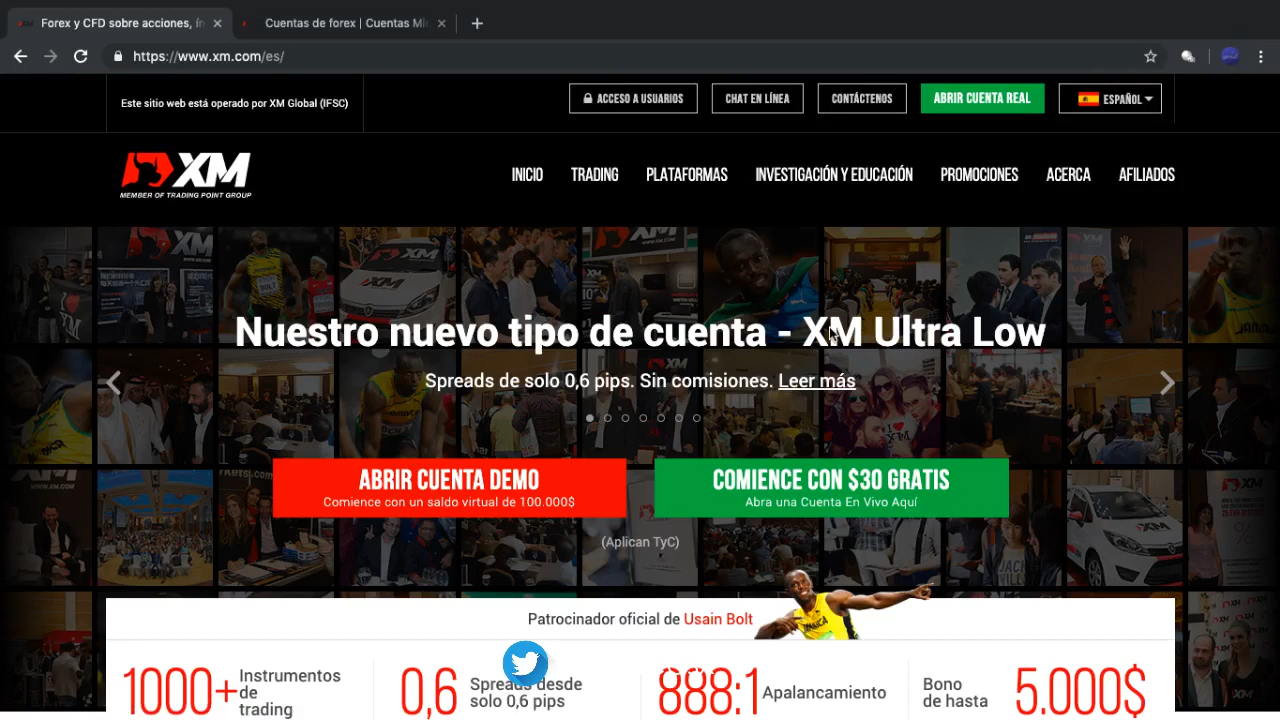 Forex y CFD sobre acciones, ín
Cuentas de forex | Cuentas Mi
https://www.xm.com/es/
Este sitio web está operado por XM Global (IFSC)
ACCESO A USUARIOS
CHAT EN LÍNEA
CONTÁCTENOS
ABRIR CUENTA REAL
ESPAÑOL
XM
MEMBER OF TRADING POINT GROUP
INICIO
TRADING
PLATAFORMAS
INVESTIGACIÓN Y EDUCACIÓN
PROMOCIONES
ACERCA
AFILIADOS
Nuestro nuevo tipo de cuenta - XM Ultra Low
Spreads de solo 0,6 pips. Sin comisiones. Leer más
ABRIR CUENTA DEMO
Comience con un saldo virtual de 100.000$
COMIENCE CON $30 GRATIS
Abra una Cuenta En Vivo Aquí
(Aplican TyC)
Patrocinador oficial de Usain Bolt
1000+
Instrumentos
de
trading
0,6
Spreads desde
solo 0,6 pips
888:1
Apalancamiento
Bono
de hasta
5.000$